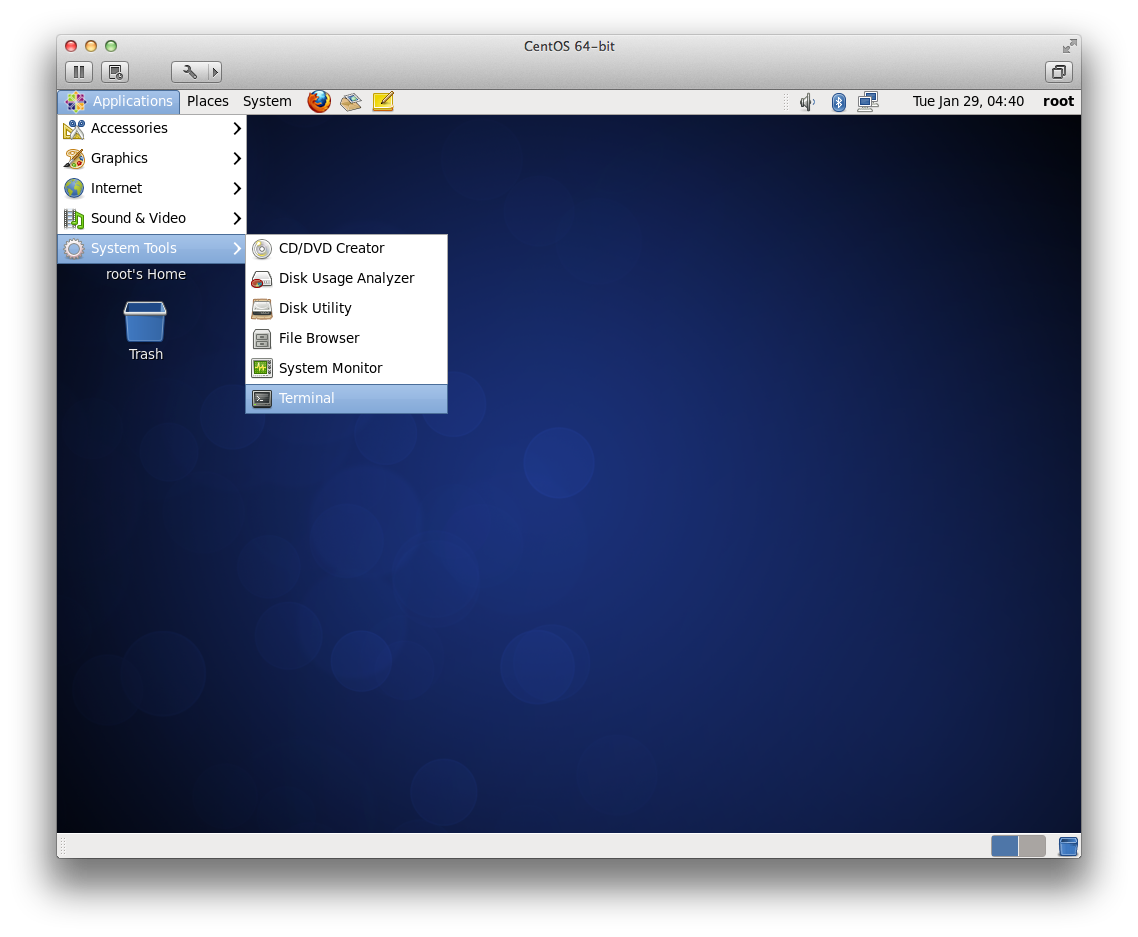 CentOS 64-bit
Applications Places System Tue Jan 29, 04:40 root
Accessories
Graphics
Internet
Sound & Video
System Tools
CD/DVD Creator
Disk Usage Analyzer
Disk Utility
File Browser
System Monitor
Terminal
root's Home
Trash